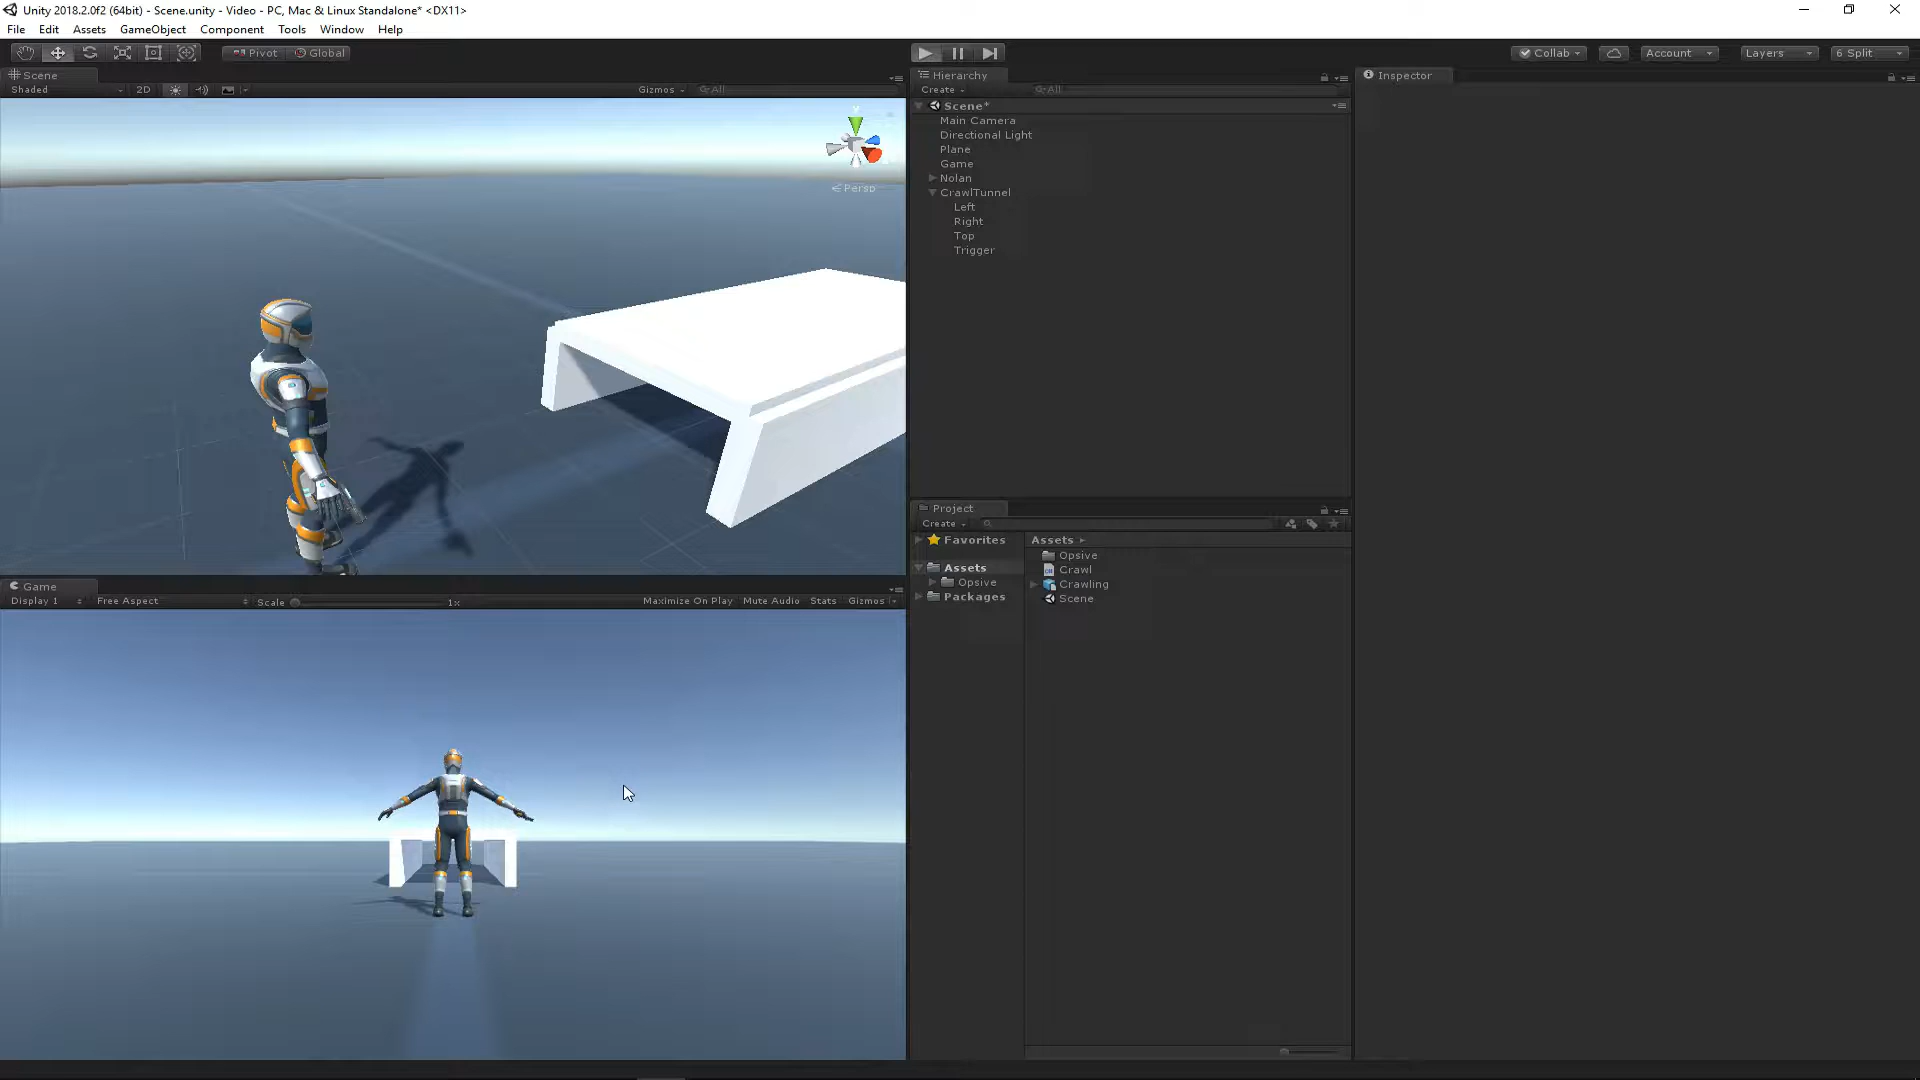 Unity 2018.2.0f2 (64bit) - Scene.unity - Video - PC, Mac & Linux Standalone* <DX11>
File Edit Assets GameObject Component Tools Window Help
Pivot Global Collab Account Layers 6 Split
Scene
Shaded 2D Gizmos All
y
Persp
Hierarchy
Create All
Scene*
Main Camera
Directional Light
Plane
Game
Nolan
CrawlTunnel
Left
Right
Top
Trigger
Inspector
Project
Create
Favorites
Assets
Opsive
Packages
Assets
Opsive
Crawl
Crawling
Scene
Game
Display 1 Free Aspect Scale 1x Maximize On Play Mute Audio Stats Gizmos